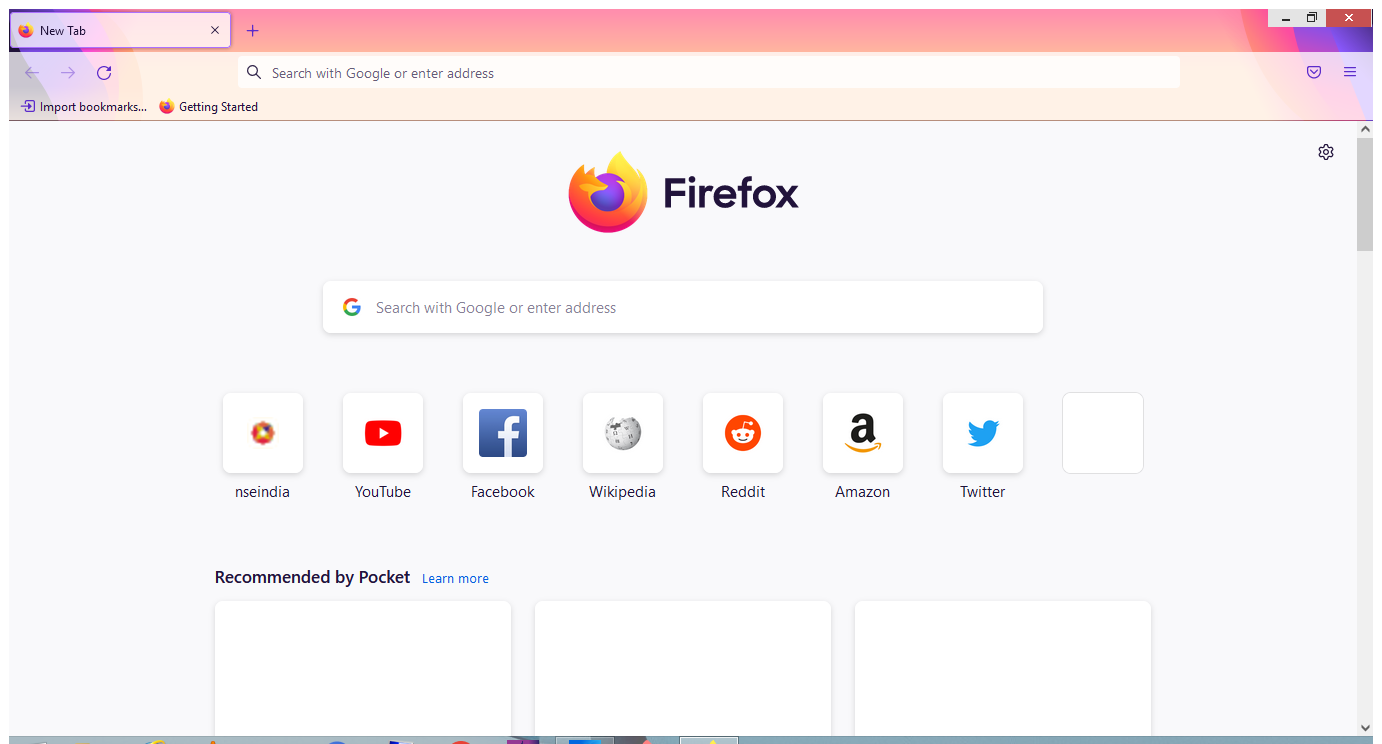 New Tab
Search with Google or enter address
Import bookmarks... Getting Started
Firefox
Search with Google or enter address
nseindia YouTube Facebook Wikipedia Reddit Amazon Twitter
Recommended by Pocket Learn more